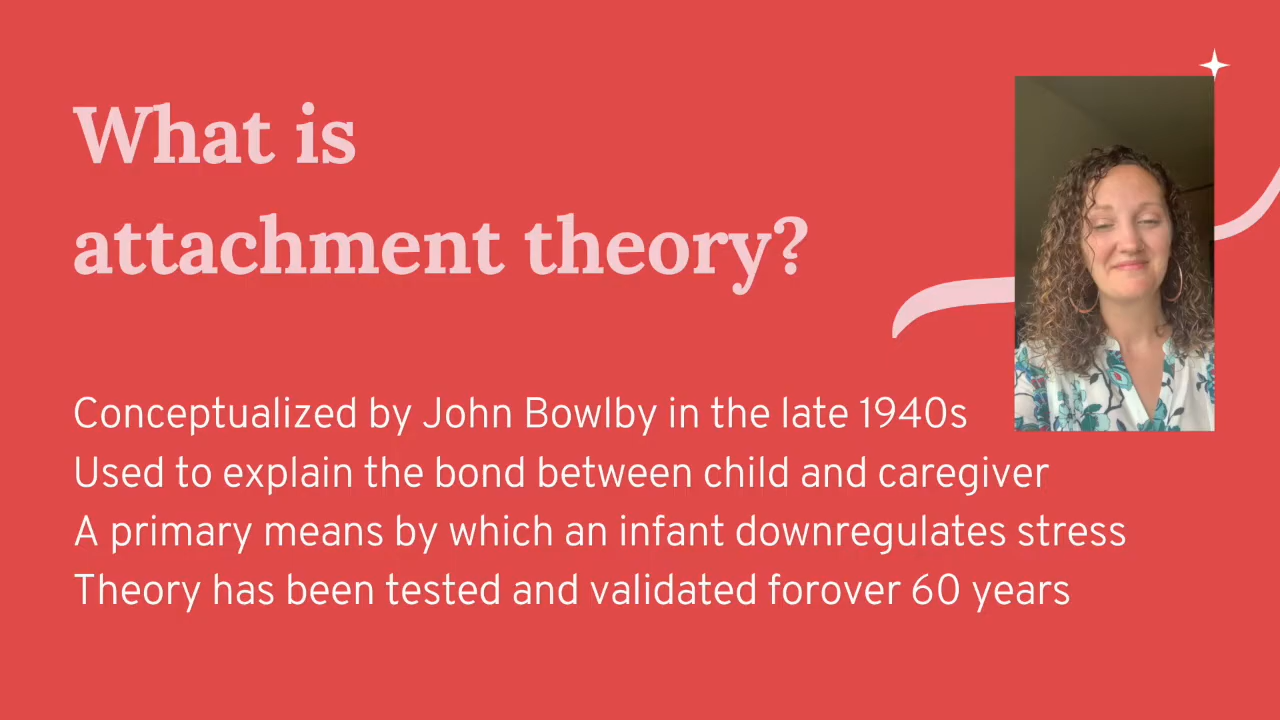 What is
attachment theory?
Conceptualized by John Bowlby in the late 1940s
Used to explain the bond between child and caregiver
A primary means by which an infant downregulates stress
Theory has been tested and validated forover 60 years